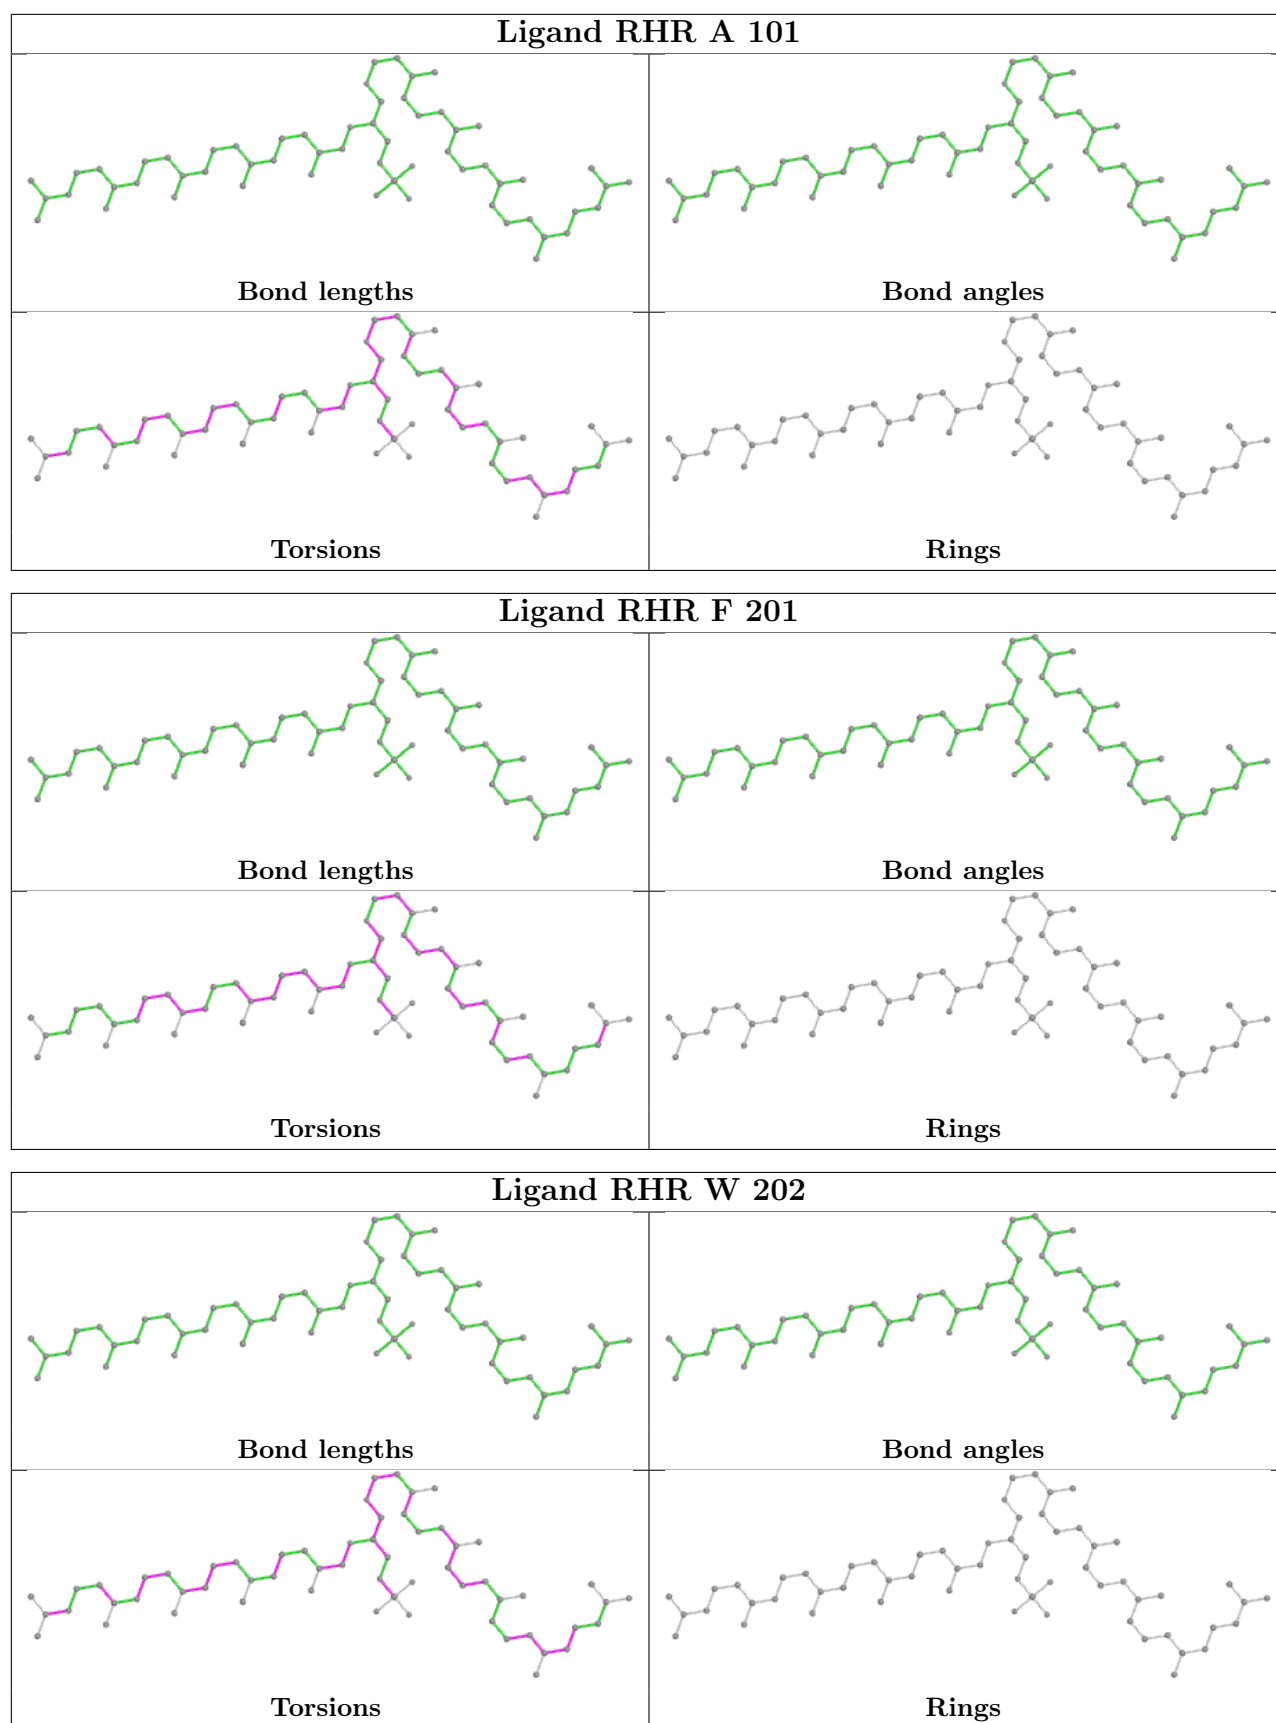 Ligand RHR A 101
Bond lengths
Bond angles
Torsions
Rings
Ligand RHR F 201
Bond lengths
Bond angles
Torsions
Rings
Ligand RHR W 202
Bond lengths
Bond angles
Torsions
Rings